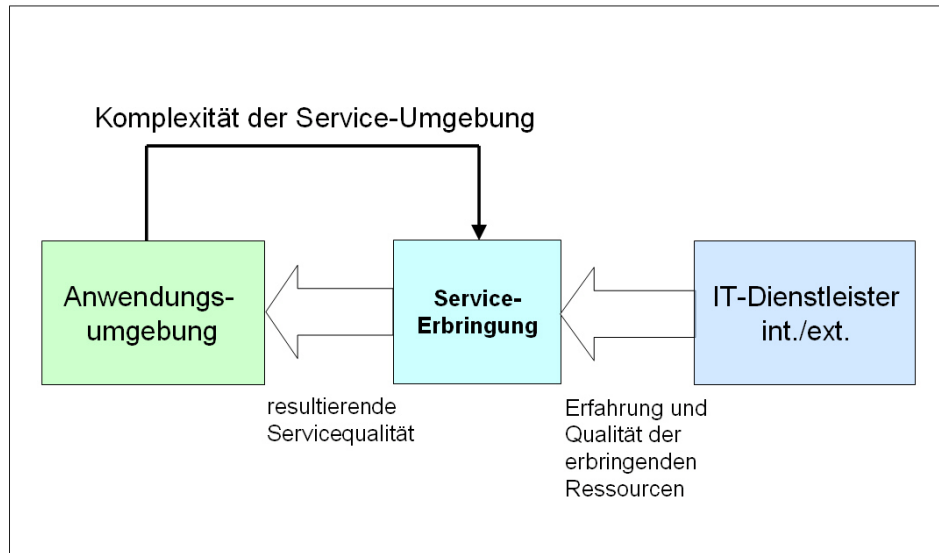 Komplexität der Service-Umgebung
Anwendungs-
umgebung
Service-
Erbringung
IT-Dienstleister
int./ext.
resultierende
Servicequalität
Erfahrung und
Qualität der
erbringenden
Ressourcen